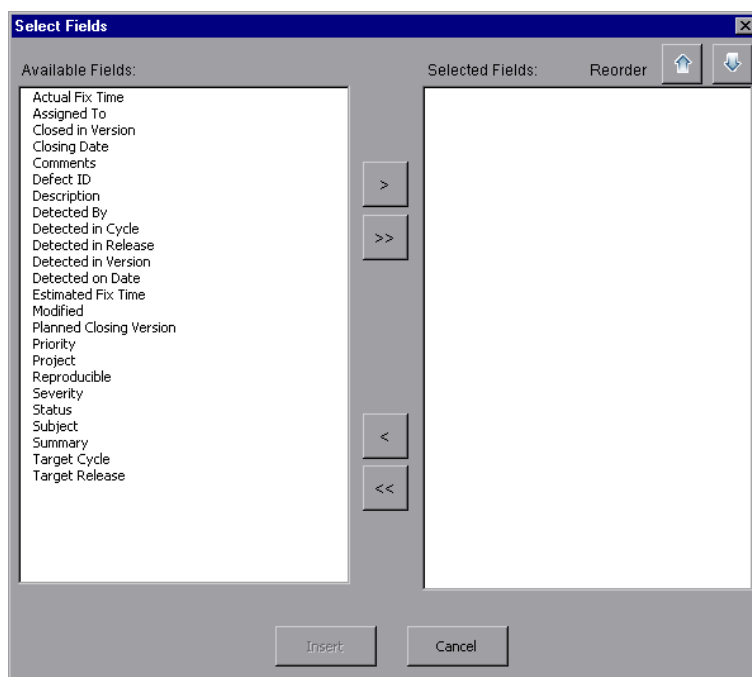 Select Fields
Available Fields:
Selected Fields: Reorder
Actual Fix Time
Assigned To
Closed in Version
Closing Date
Comments
Defect ID
Description
Detected By
Detected in Cycle
Detected in Release
Detected in Version
Detected on Date
Estimated Fix Time
Modified
Planned Closing Version
Priority
Project
Reproducible
Severity
Status
Subject
Summary
Target Cycle
Target Release
>
>>
<
<<
Insert
Cancel